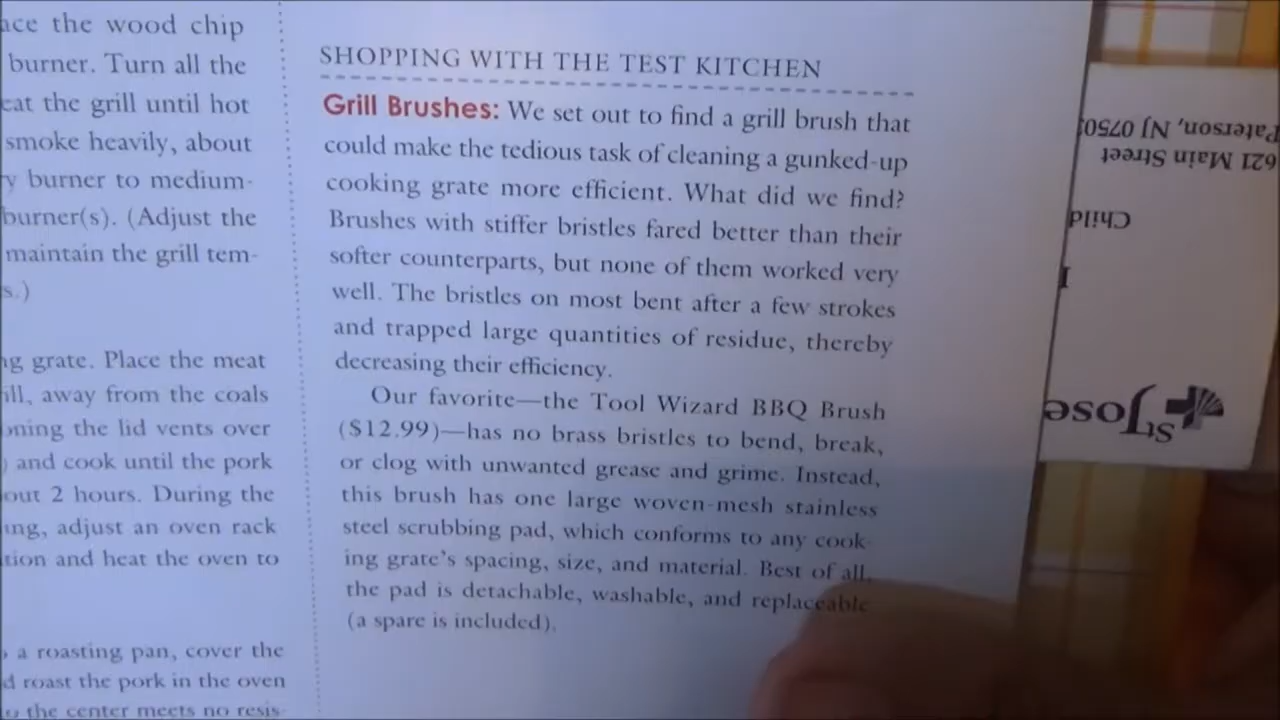 ace the wood chip
burner. Turn all the
eat the grill until hot
smoke heavily, about
y burner to medium-
burner(s). (Adjust the
maintain the grill tem-
s.)
ng grate. Place the meat
ill, away from the coals
oning the lid vents over
) and cook until the pork
out 2 hours. During the
ing, adjust an oven rack
tion and heat the oven to
a roasting pan, cover the
d roast the pork in the oven
o the center meets no resis-
SHOPPING WITH THE TEST KITCHEN
Grill Brushes: We set out to find a grill brush that
could make the tedious task of cleaning a gunked-up
cooking grate more efficient. What did we find?
Brushes with stiffer bristles fared better than their
softer counterparts, but none of them worked very
well. The bristles on most bent after a few strokes
and trapped large quantities of residue, thereby
decreasing their efficiency.
Our favorite—the Tool Wizard BBQ Brush
($12.99)—has no brass bristles to bend, break,
or clog with unwanted grease and grime. Instead,
this brush has one large woven-mesh stainless
steel scrubbing pad, which conforms to any cook-
ing grate's spacing, size, and material. Best of all,
the pad is detachable, washable, and replaceable
(a spare is included).
St Jose
Child
621 Main Street
Paterson, NJ 0750